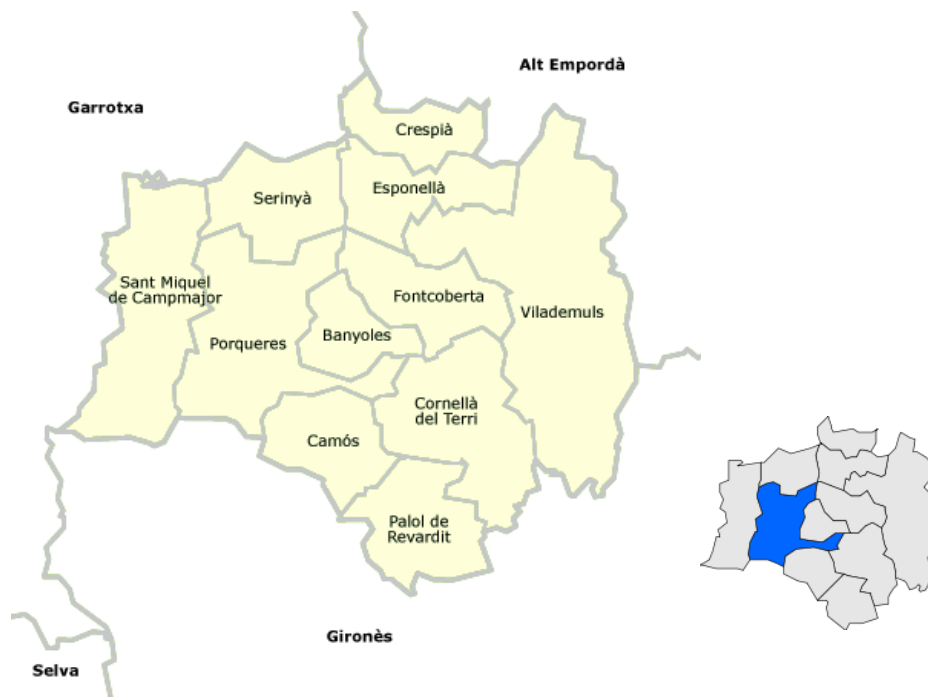 Alt Empordà
Garrotxa
Crespià
Esponellà
Serinyà
Sant Miquel
de Campmajor
Fontcoberta
Vilademuls
Banyoles
Porqueres
Cornellà
del Terri
Camós
Palol de
Revardit
Gironès
Selva